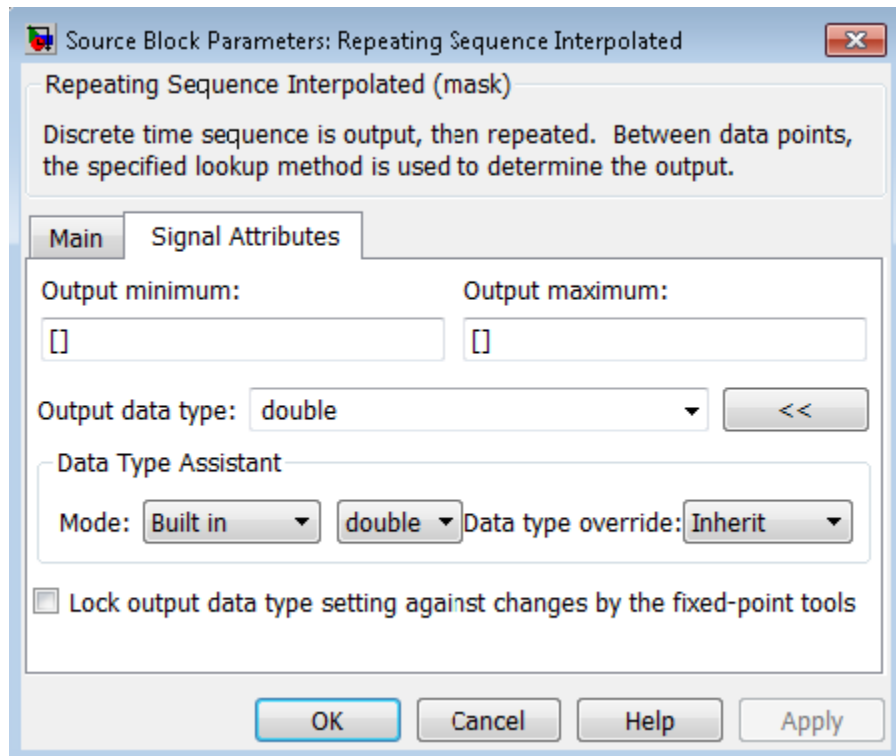 Source Block Parameters: Repeating Sequence Interpolated
Repeating Sequence Interpolated (mask)
Discrete time sequence is output, then repeated.  Between data points,
the specified lookup method is used to determine the output.
Main
Signal Attributes
Output minimum:
Output maximum:
[]
[]
Output data type: double
<<
Data Type Assistant
Mode: Built in double Data type override: Inherit
Lock output data type setting against changes by the fixed-point tools
OK
Cancel
Help
Apply